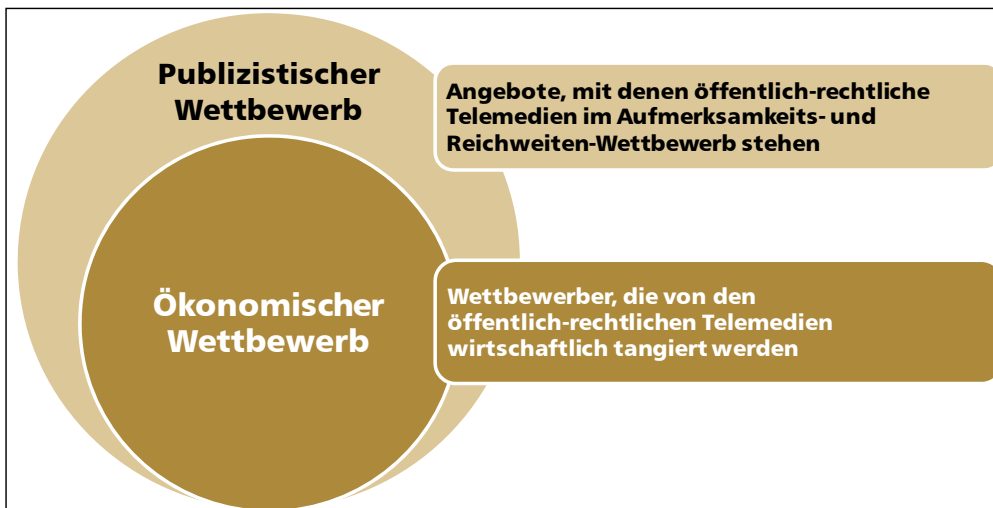 Publizistischer
Wettbewerb
Angebote, mit denen öffentlich-rechtliche
Telemedien im Aufmerksamkeits- und
Reichweiten-Wettbewerb stehen
Ökonomischer
Wettbewerb
Wettbewerber, die von den
öffentlich-rechtlichen Telemedien
wirtschaftlich tangiert werden